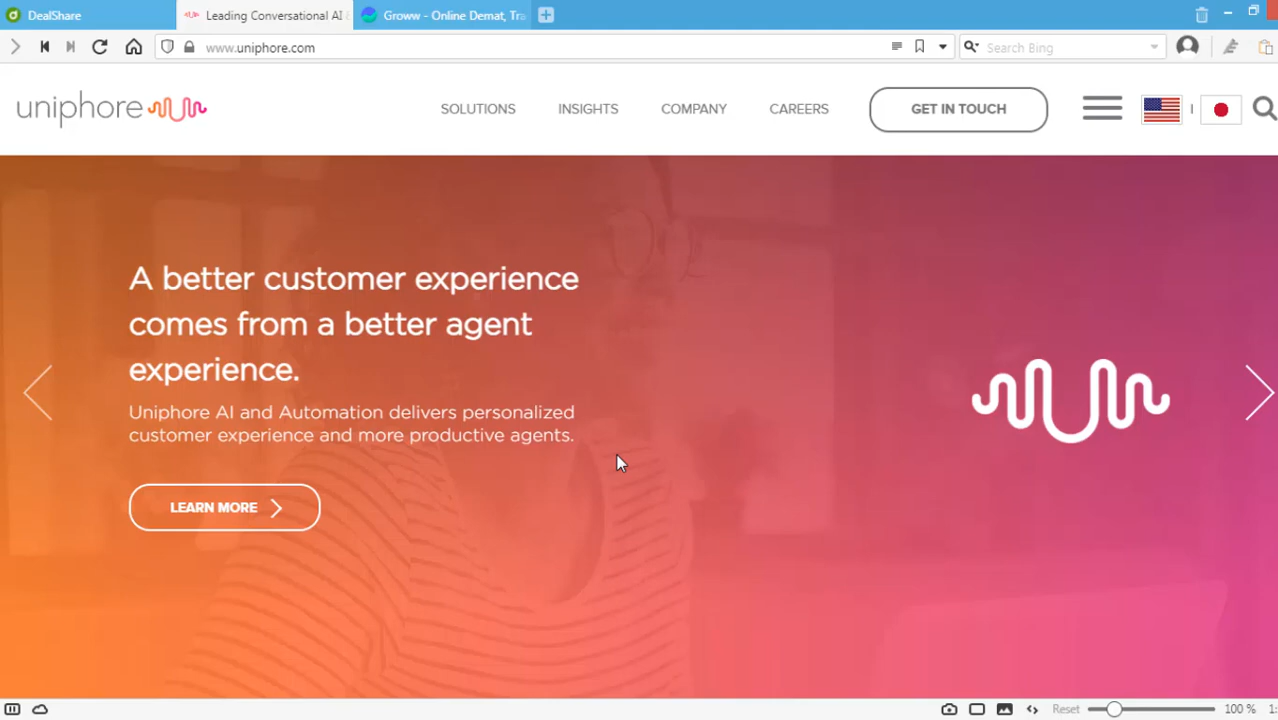 DealShare
Leading Conversational AI
Groww - Online Demat, Tra
www.uniphore.com
Search Bing
uniphore
SOLUTIONS
INSIGHTS
COMPANY
CAREERS
GET IN TOUCH
A better customer experience
comes from a better agent
experience.
Uniphore AI and Automation delivers personalized
customer experience and more productive agents.
LEARN MORE
Reset
100 %